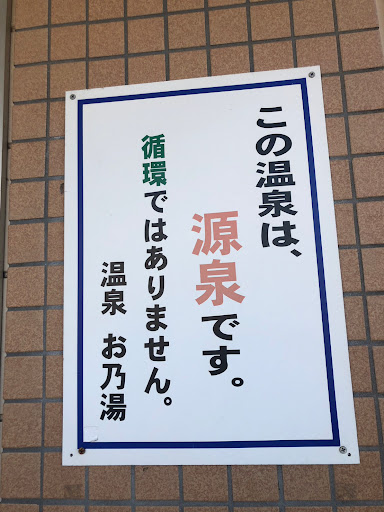 この温泉は、
源泉です。
循環ではありません。
温泉 お乃湯